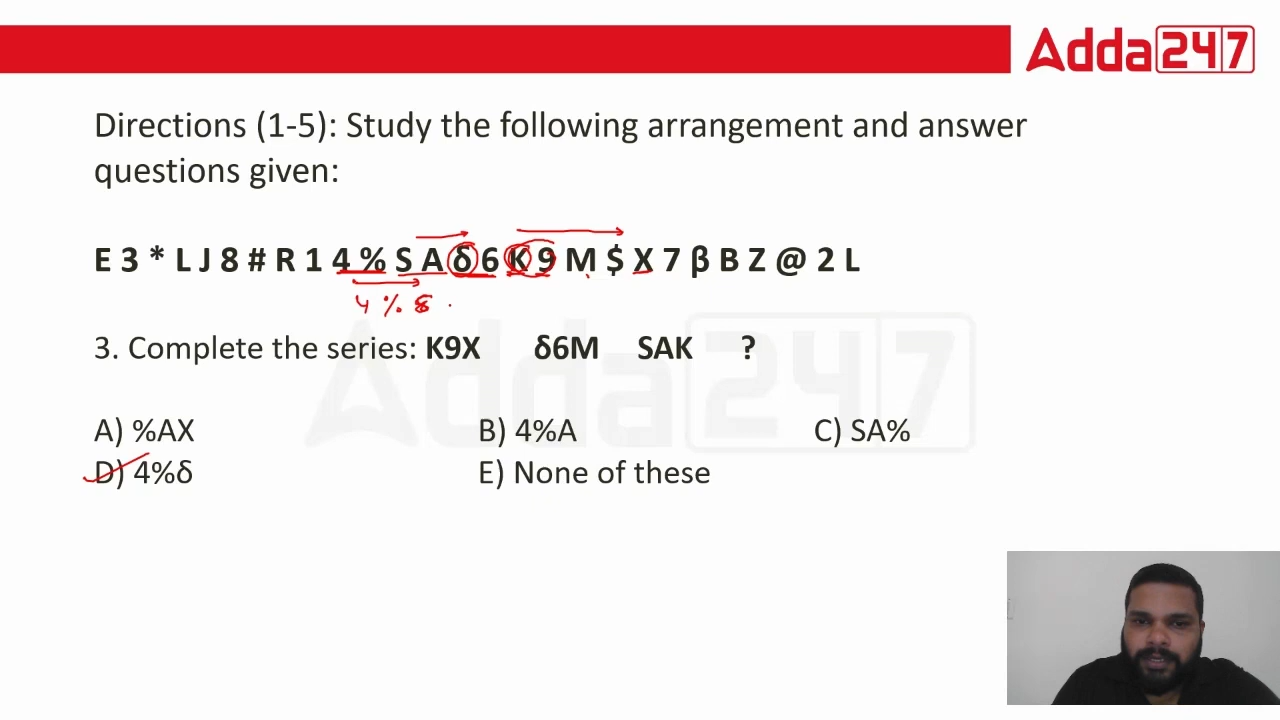 Adda247
Directions (1-5): Study the following arrangement and answer
questions given:
E 3 * L J 8 # R 1 4 % S A δ 6 K 9 M $ X 7 β B Z @ 2 L
4 % δ
3. Complete the series: K9X δ6M SAK ?
A) %AX B) 4%A C) SA%
D) 4%δ E) None of these
Adda247